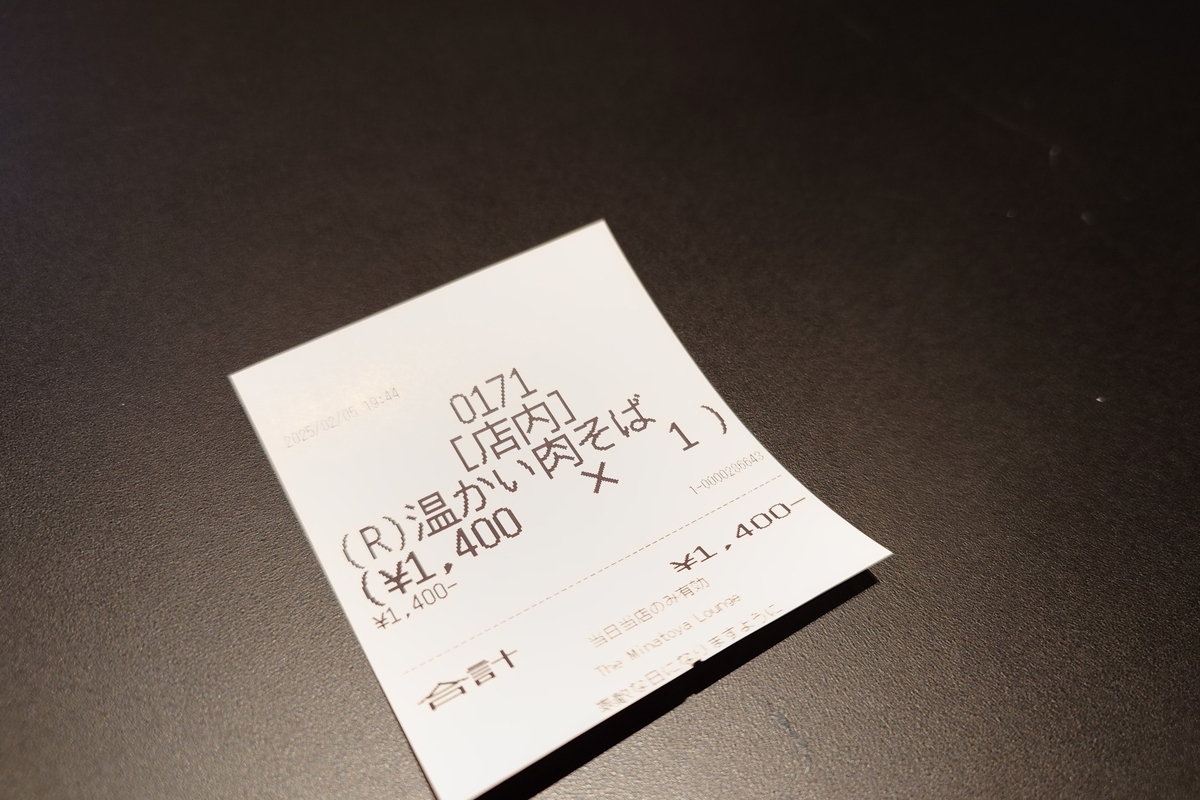 2025/02/05 19:44
0171
[店内]
(R)温かい肉そば
(¥1,400 × 1 )
¥1,400-
1-0000286643
合計 ¥1,400-
当日当店のみ有効
The Minatoya Lounge
素敵な日になりますように